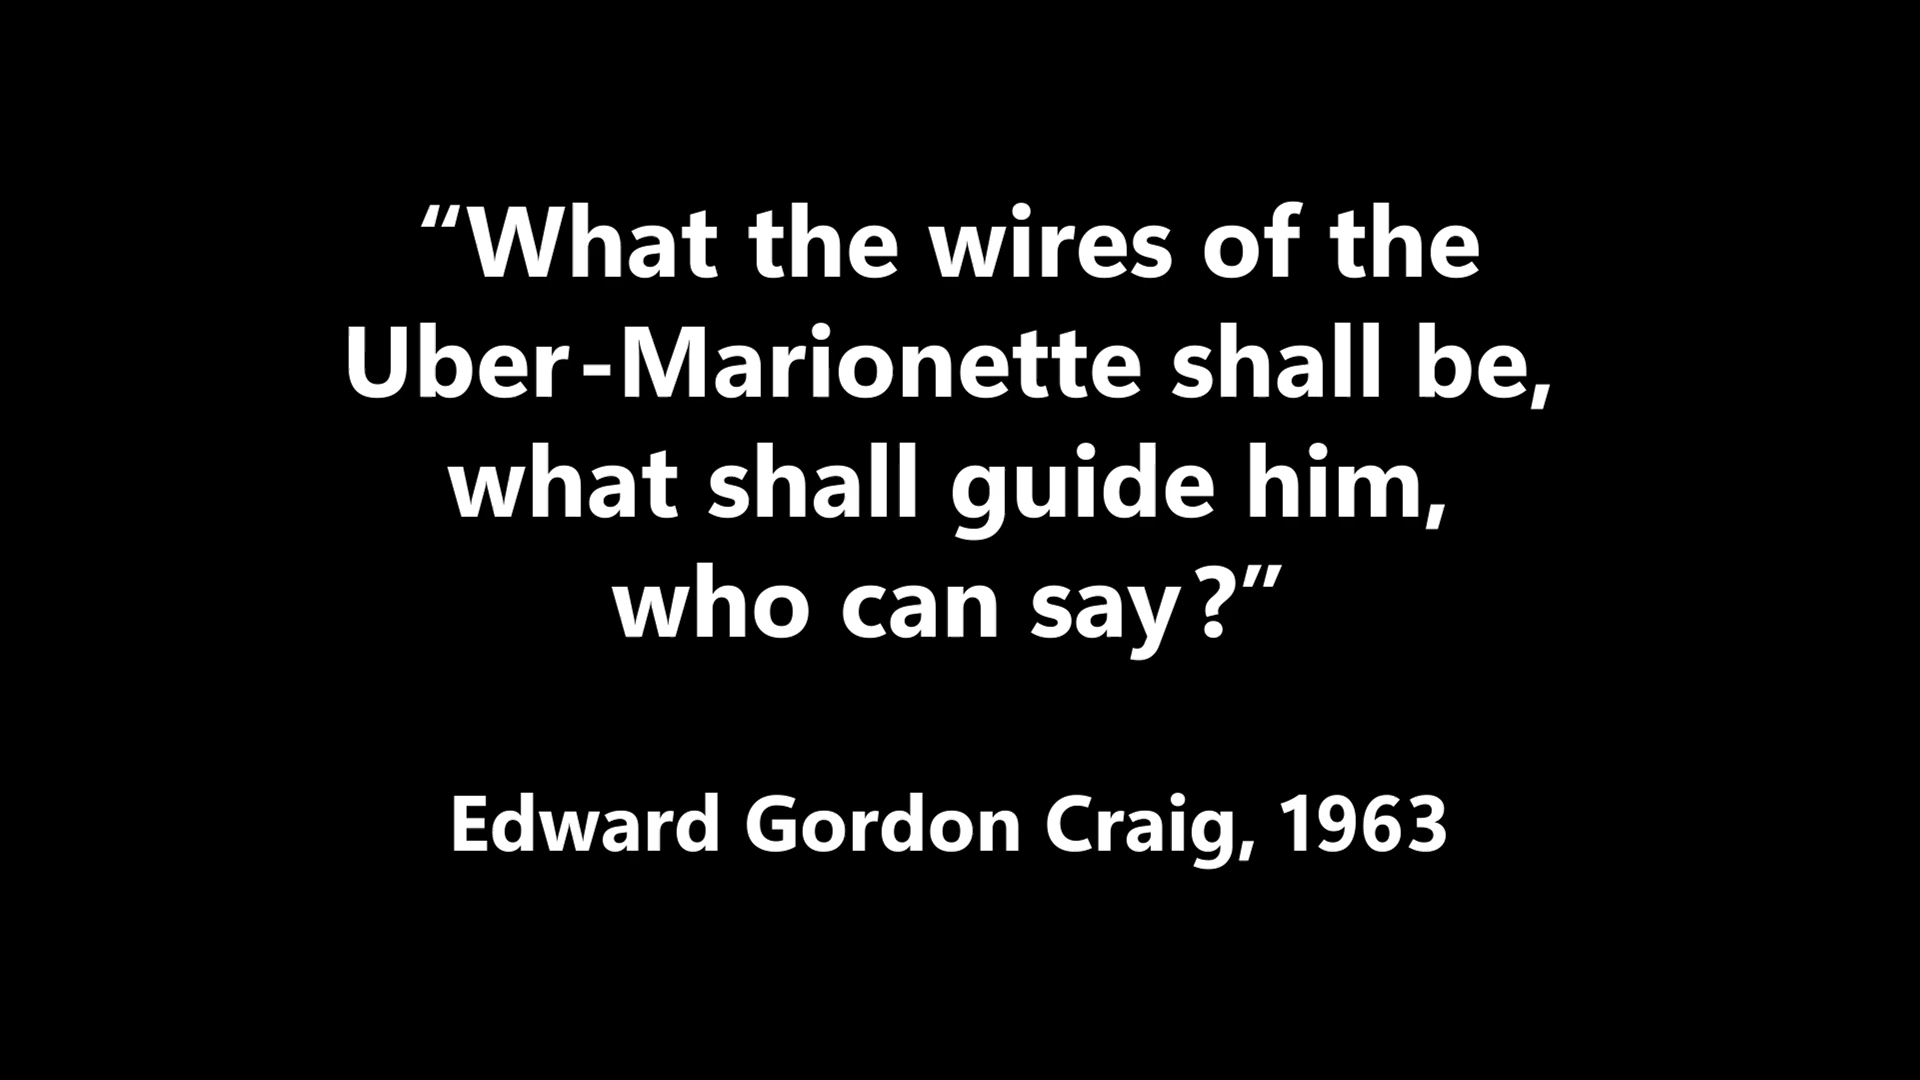 “What the wires of the
Uber-Marionette shall be,
what shall guide him,
who can say?”
Edward Gordon Craig, 1963